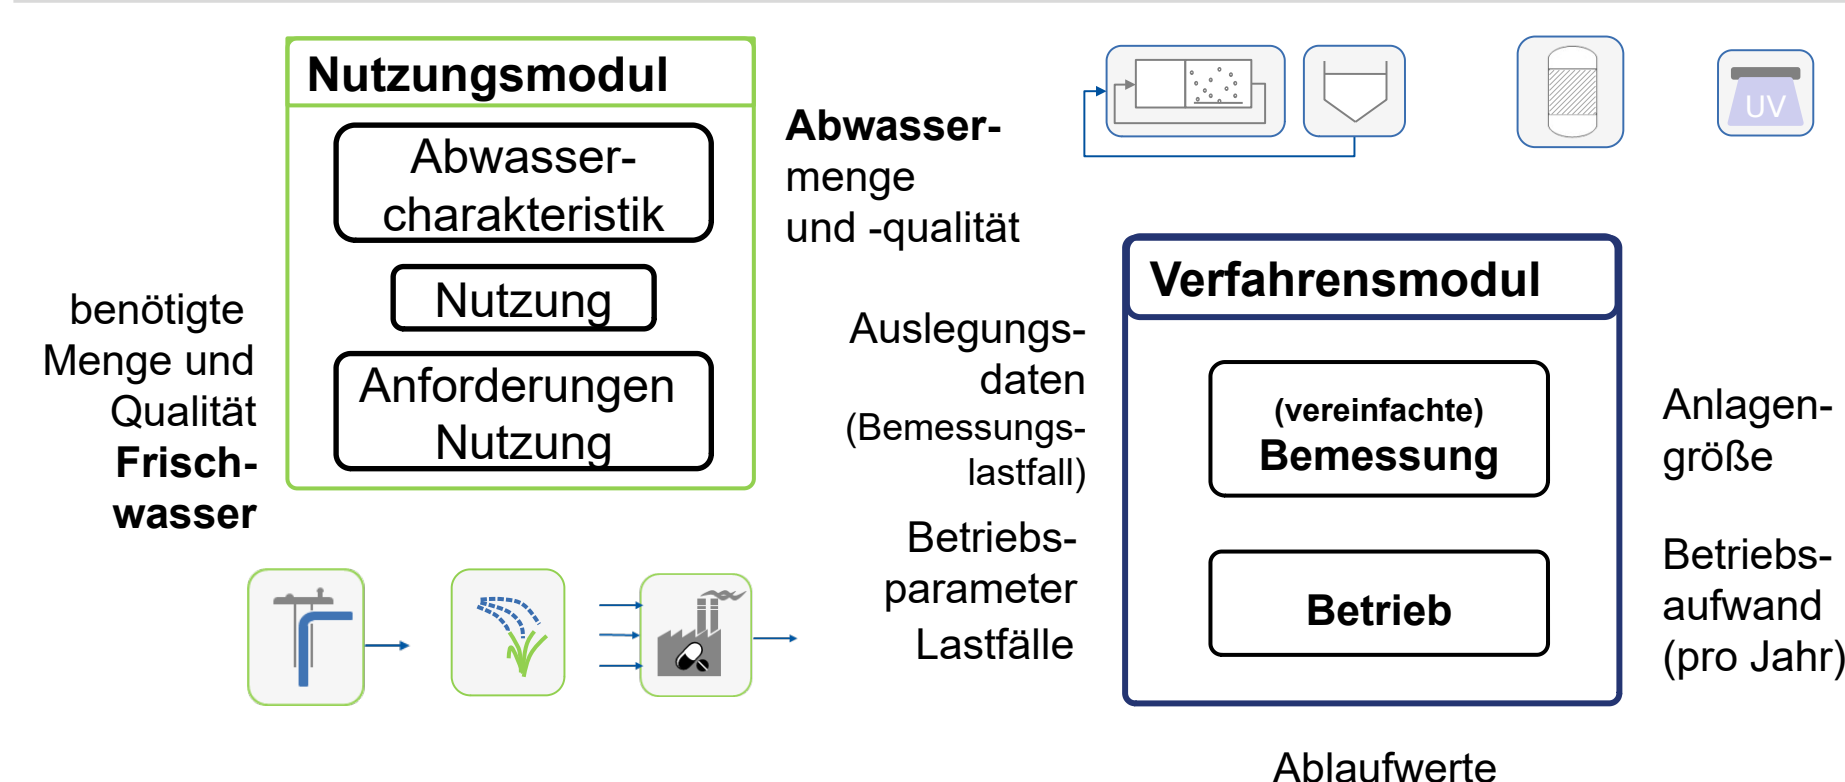 Nutzungsmodul
Abwasser-
charakteristik
Nutzung
Anforderungen
Nutzung
benötigte
Menge und
Qualität
Frisch-
wasser
Abwasser-
menge
und -qualität
UV
Verfahrensmodul
(vereinfachte)
Bemessung
Betrieb
Auslegungs-
daten
(Bemessungs-
lastfall)
Betriebs-
parameter
Lastfälle
Anlagen-
größe
Betriebs-
aufwand
(pro Jahr)
Ablaufwerte